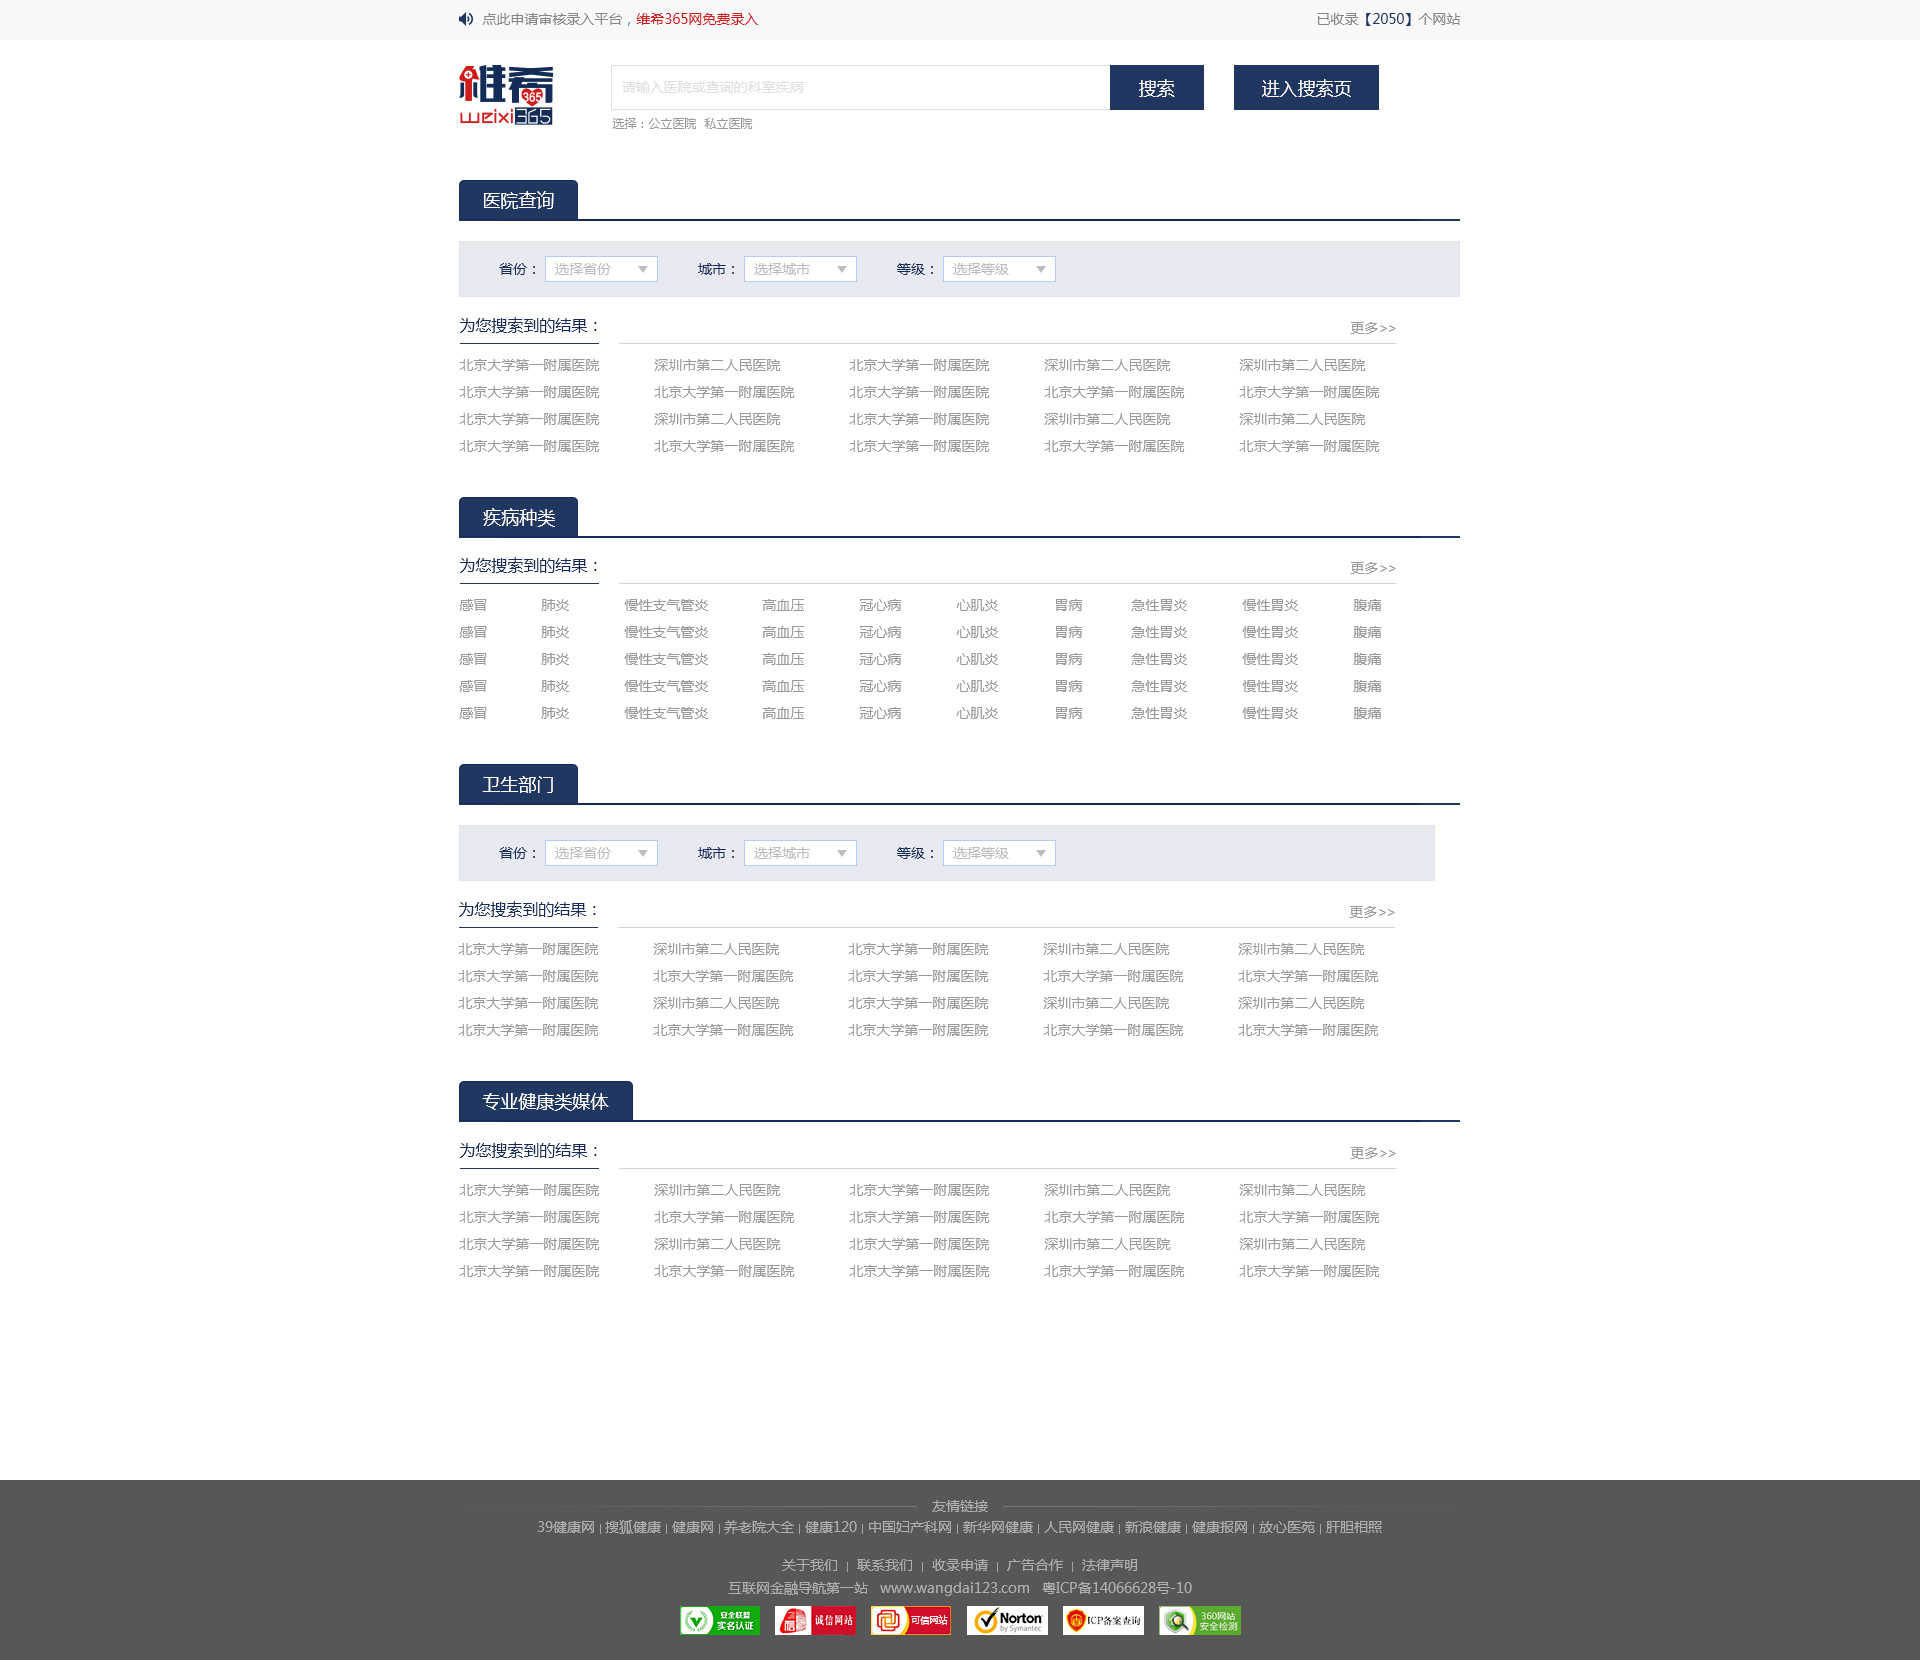 点此申请审核录入平台，维希365网免费录入 已收录【2050】个网站
維希365
weixi365
请输入医院或查询的科室疾病 搜索 进入搜索页
选择：公立医院 私立医院
医院查询
省份： 选择省份 城市： 选择城市 等级： 选择等级
为您搜索到的结果： 更多>>
北京大学第一附属医院 深圳市第二人民医院 北京大学第一附属医院 深圳市第二人民医院 深圳市第二人民医院
北京大学第一附属医院 北京大学第一附属医院 北京大学第一附属医院 北京大学第一附属医院 北京大学第一附属医院
北京大学第一附属医院 深圳市第二人民医院 北京大学第一附属医院 深圳市第二人民医院 深圳市第二人民医院
北京大学第一附属医院 北京大学第一附属医院 北京大学第一附属医院 北京大学第一附属医院 北京大学第一附属医院
疾病种类
为您搜索到的结果： 更多>>
感冒 肺炎 慢性支气管炎 高血压 冠心病 心肌炎 胃病 急性胃炎 慢性胃炎 腹痛
感冒 肺炎 慢性支气管炎 高血压 冠心病 心肌炎 胃病 急性胃炎 慢性胃炎 腹痛
感冒 肺炎 慢性支气管炎 高血压 冠心病 心肌炎 胃病 急性胃炎 慢性胃炎 腹痛
感冒 肺炎 慢性支气管炎 高血压 冠心病 心肌炎 胃病 急性胃炎 慢性胃炎 腹痛
感冒 肺炎 慢性支气管炎 高血压 冠心病 心肌炎 胃病 急性胃炎 慢性胃炎 腹痛
卫生部门
省份： 选择省份 城市： 选择城市 等级： 选择等级
为您搜索到的结果： 更多>>
北京大学第一附属医院 深圳市第二人民医院 北京大学第一附属医院 深圳市第二人民医院 深圳市第二人民医院
北京大学第一附属医院 北京大学第一附属医院 北京大学第一附属医院 北京大学第一附属医院 北京大学第一附属医院
北京大学第一附属医院 深圳市第二人民医院 北京大学第一附属医院 深圳市第二人民医院 深圳市第二人民医院
北京大学第一附属医院 北京大学第一附属医院 北京大学第一附属医院 北京大学第一附属医院 北京大学第一附属医院
专业健康类媒体
为您搜索到的结果： 更多>>
北京大学第一附属医院 深圳市第二人民医院 北京大学第一附属医院 深圳市第二人民医院 深圳市第二人民医院
北京大学第一附属医院 北京大学第一附属医院 北京大学第一附属医院 北京大学第一附属医院 北京大学第一附属医院
北京大学第一附属医院 深圳市第二人民医院 北京大学第一附属医院 深圳市第二人民医院 深圳市第二人民医院
北京大学第一附属医院 北京大学第一附属医院 北京大学第一附属医院 北京大学第一附属医院 北京大学第一附属医院
友情链接
39健康网 | 搜狐健康 | 健康网 | 养老院大全 | 健康120 | 中国妇产科网 | 新华网健康 | 人民网健康 | 新浪健康 | 健康报网 | 放心医苑 | 肝胆相照
关于我们 | 联系我们 | 收录申请 | 广告合作 | 法律声明
互联网金融导航第一站 www.wangdai123.com 粤ICP备14066628号-10
安全联盟 实名认证 信 诚信网站 可信网站 Norton by Symantec ICP备案查询 360网站 安全检测